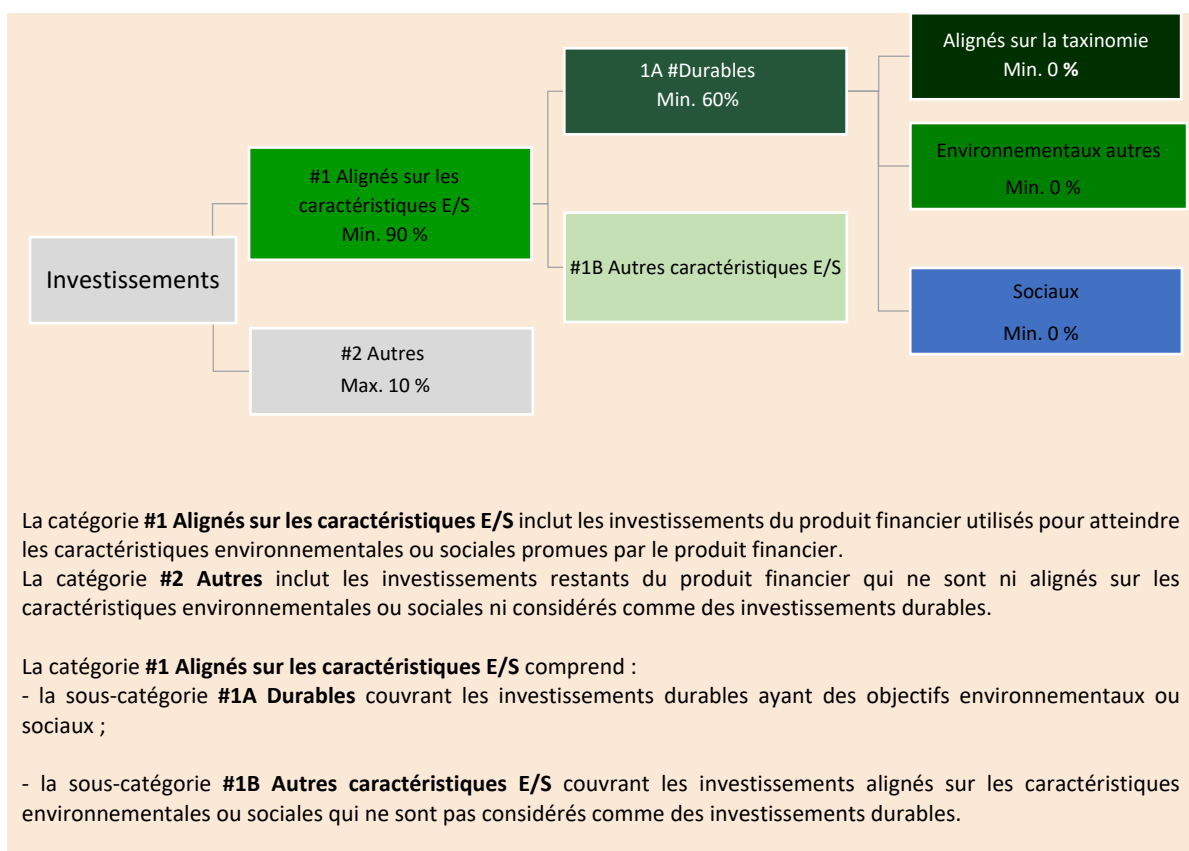 Investissements
#1 Alignés sur les
caractéristiques E/S
Min. 90 %
#2 Autres
Max. 10 %
1A #Durables
Min. 60%
#1B Autres caractéristiques E/S
Alignés sur la taxinomie
Min. 0 %
Environnementaux autres
Min. 0 %
Sociaux
Min. 0 %
La catégorie #1 Alignés sur les caractéristiques E/S inclut les investissements du produit financier utilisés pour atteindre
les caractéristiques environnementales ou sociales promues par le produit financier.
La catégorie #2 Autres inclut les investissements restants du produit financier qui ne sont ni alignés sur les
caractéristiques environnementales ou sociales ni considérés comme des investissements durables.
La catégorie #1 Alignés sur les caractéristiques E/S comprend :
- la sous-catégorie #1A Durables couvrant les investissements durables ayant des objectifs environnementaux ou
sociaux ;
- la sous-catégorie #1B Autres caractéristiques E/S couvrant les investissements alignés sur les caractéristiques
environnementales ou sociales qui ne sont pas considérés comme des investissements durables.